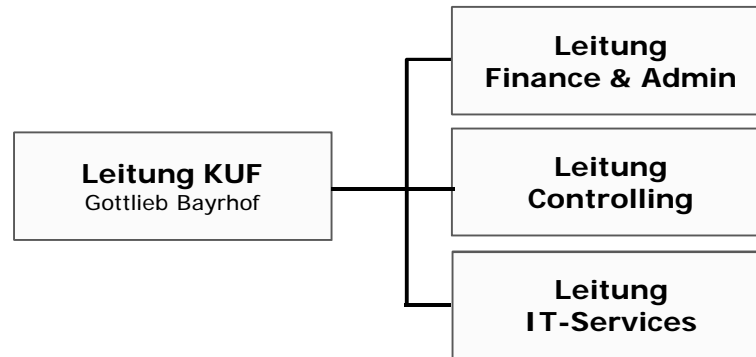 Leitung
Finance & Admin
Leitung KUF
Gottlieb Bayrhof
Leitung
Controlling
Leitung
IT-Services